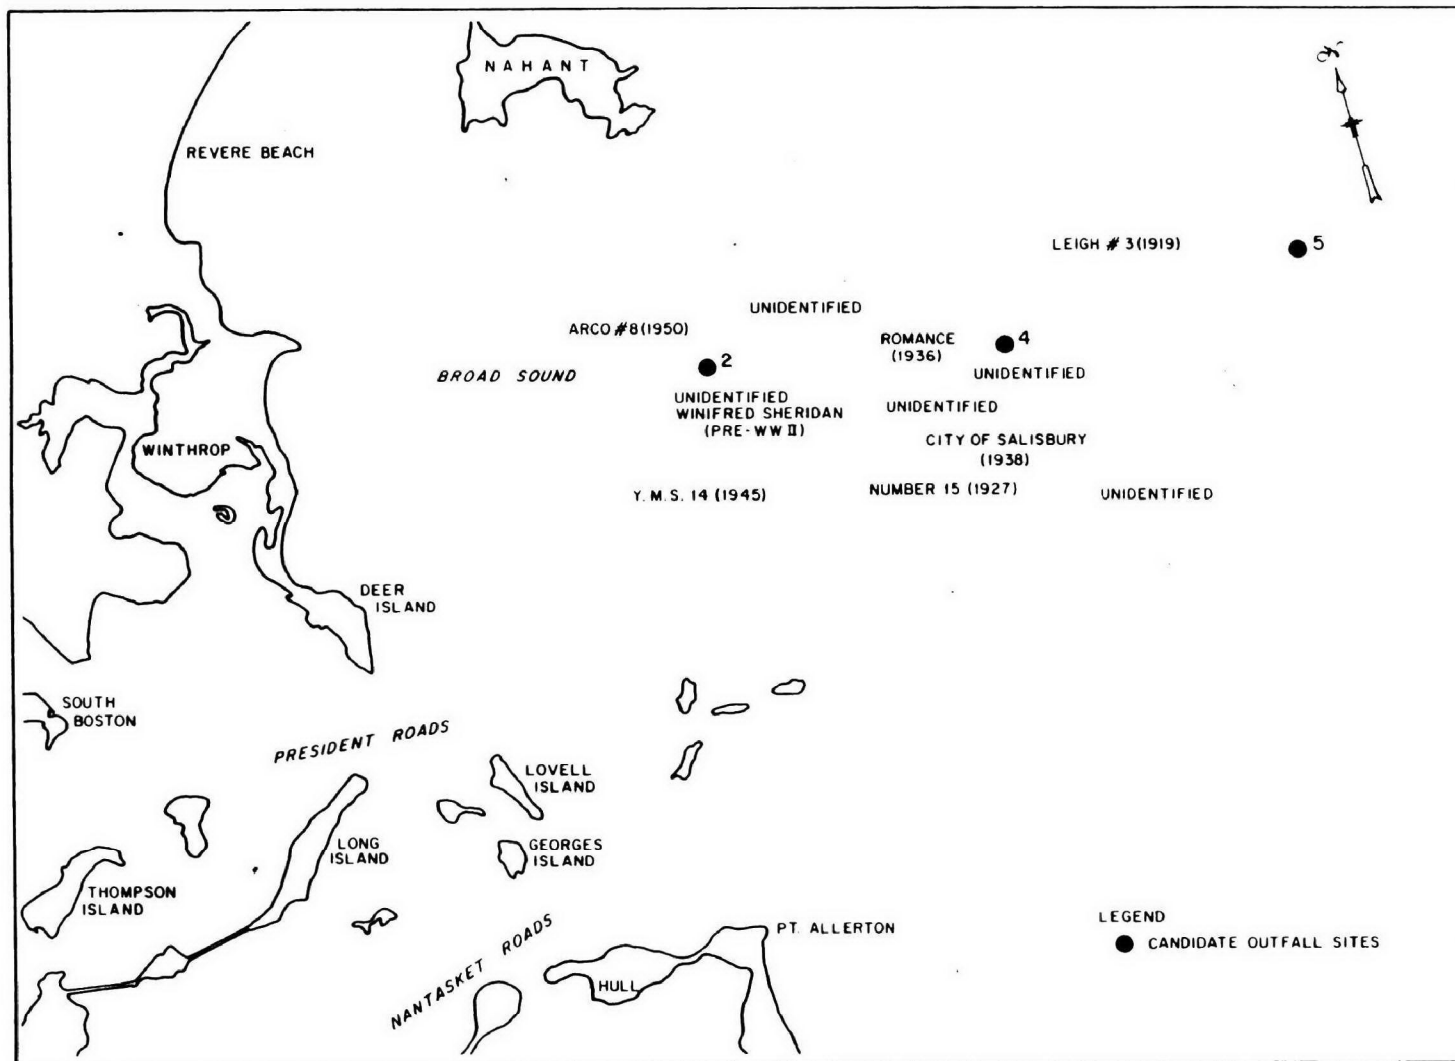 NAHANT
REVERE BEACH
LEIGH # 3 (1919)
5
UNIDENTIFIED
ARCO #8 (1950)
ROMANCE
(1936)
4
2
BROAD SOUND
UNIDENTIFIED
UNIDENTIFIED
WINIFRED SHERIDAN
(PRE-WW II)
UNIDENTIFIED
WINTHROP
CITY OF SALISBURY
(1938)
Y. M. S. 14 (1945)
NUMBER 15 (1927)
UNIDENTIFIED
DEER
ISLAND
SOUTH
BOSTON
PRESIDENT ROADS
LOVELL
ISLAND
LONG
ISLAND
GEORGES
ISLAND
THOMPSON
ISLAND
NANTASKET ROADS
PT. ALLERTON
HULL
LEGEND
CANDIDATE OUTFALL SITES